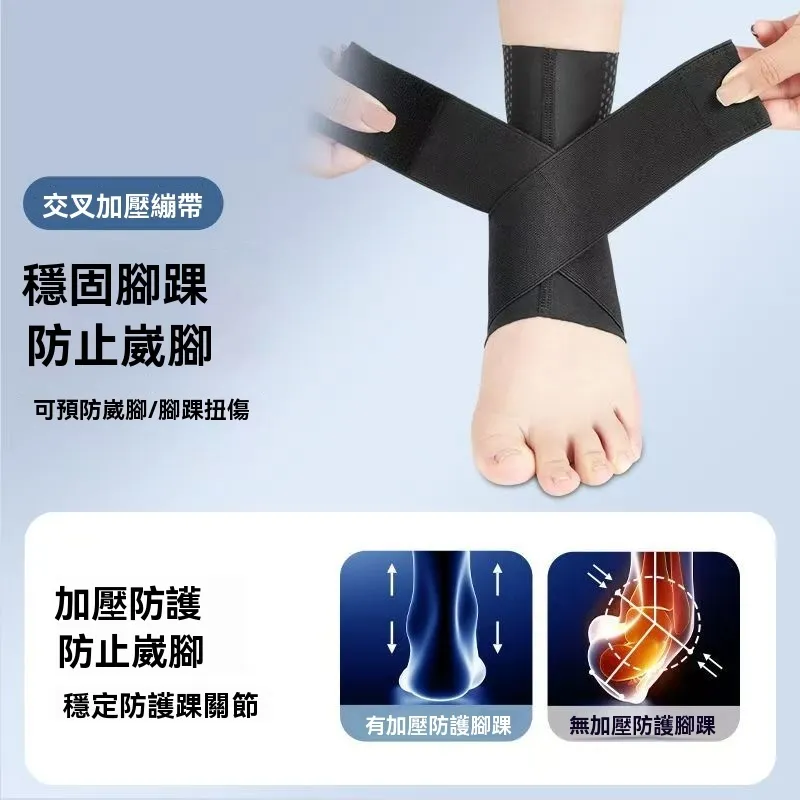 交叉加壓繃帶
穩固腳踝
防止崴腳
可預防崴腳/腳踝扭傷
加壓防護
防止崴腳
穩定防護踝關節
有加壓防護腳踝
無加壓防護腳踝